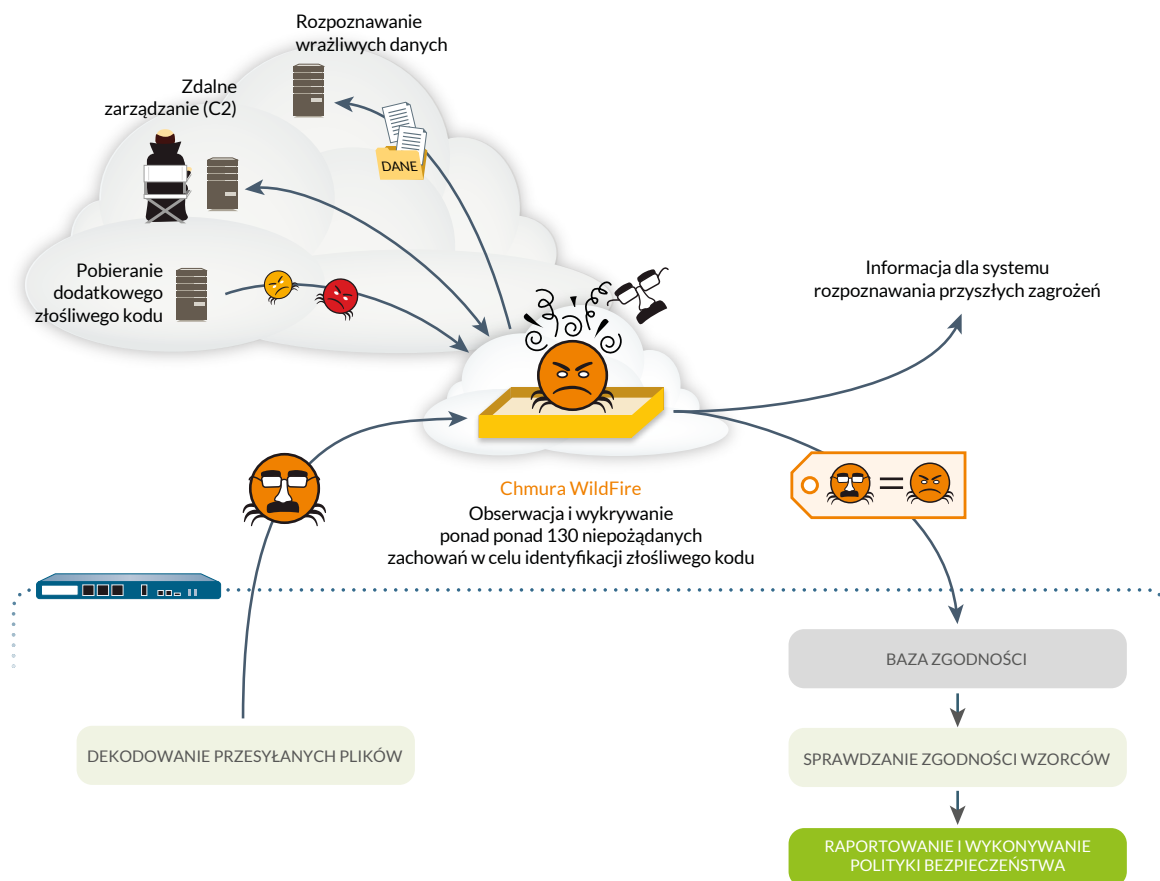 Rozpoznawanie
wrażliwych danych
Zdalne
zarządzanie (C2)
DANE
Pobieranie
dodatkowego
złośliwego kodu
Informacja dla systemu
rozpoznawania przyszłych zagrożeń
Chmura WildFire
Obserwacja i wykrywanie
ponad ponad 130 niepożądanych
zachowań w celu identyfikacji złośliwego kodu
BAZA ZGODNOŚCI
DEKODOWANIE PRZESYŁANYCH PLIKÓW
SPRAWDZANIE ZGODNOŚCI WZORCÓW
RAPORTOWANIE I WYKONYWANIE
POLITYKI BEZPIECZEŃSTWA